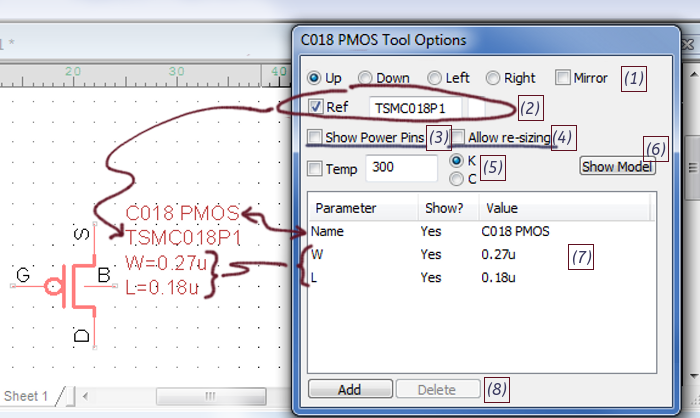 C018 PMOS Tool Options
1 *
20 30 40
Up Down Left Right Mirror (1)
Ref TSMC018P1 (2)
Show Power Pins (3) Allow re-sizing (4)
Temp 300 K C (5) Show Model (6)
Parameter Show? Value
Name Yes C018 PMOS
W Yes 0.27u (7)
L Yes 0.18u
Add Delete (8)
C018 PMOS
TSMC018P1
W=0.27u
L=0.18u
S
G B
D
Sheet 1